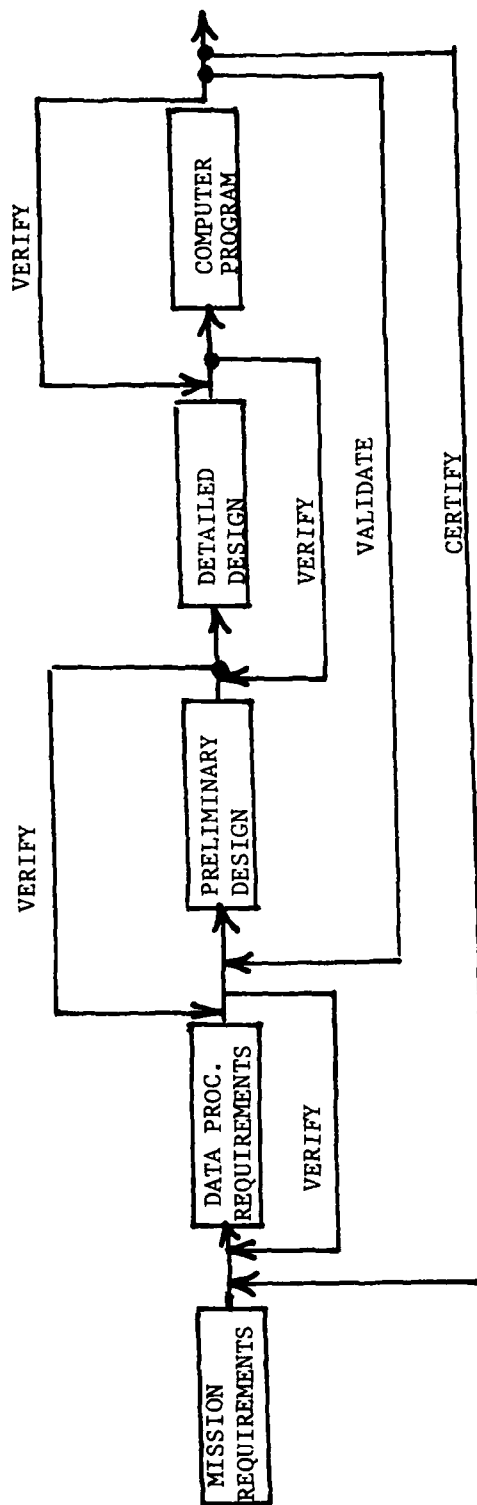 MISSION
REQUIREMENTS
DATA PROC.
REQUIREMENTS
VERIFY
VERIFY
PRELIMINARY
DESIGN
DETAILED
DESIGN
VERIFY
VERIFY
COMPUTER
PROGRAM
VALIDATE
CERTIFY